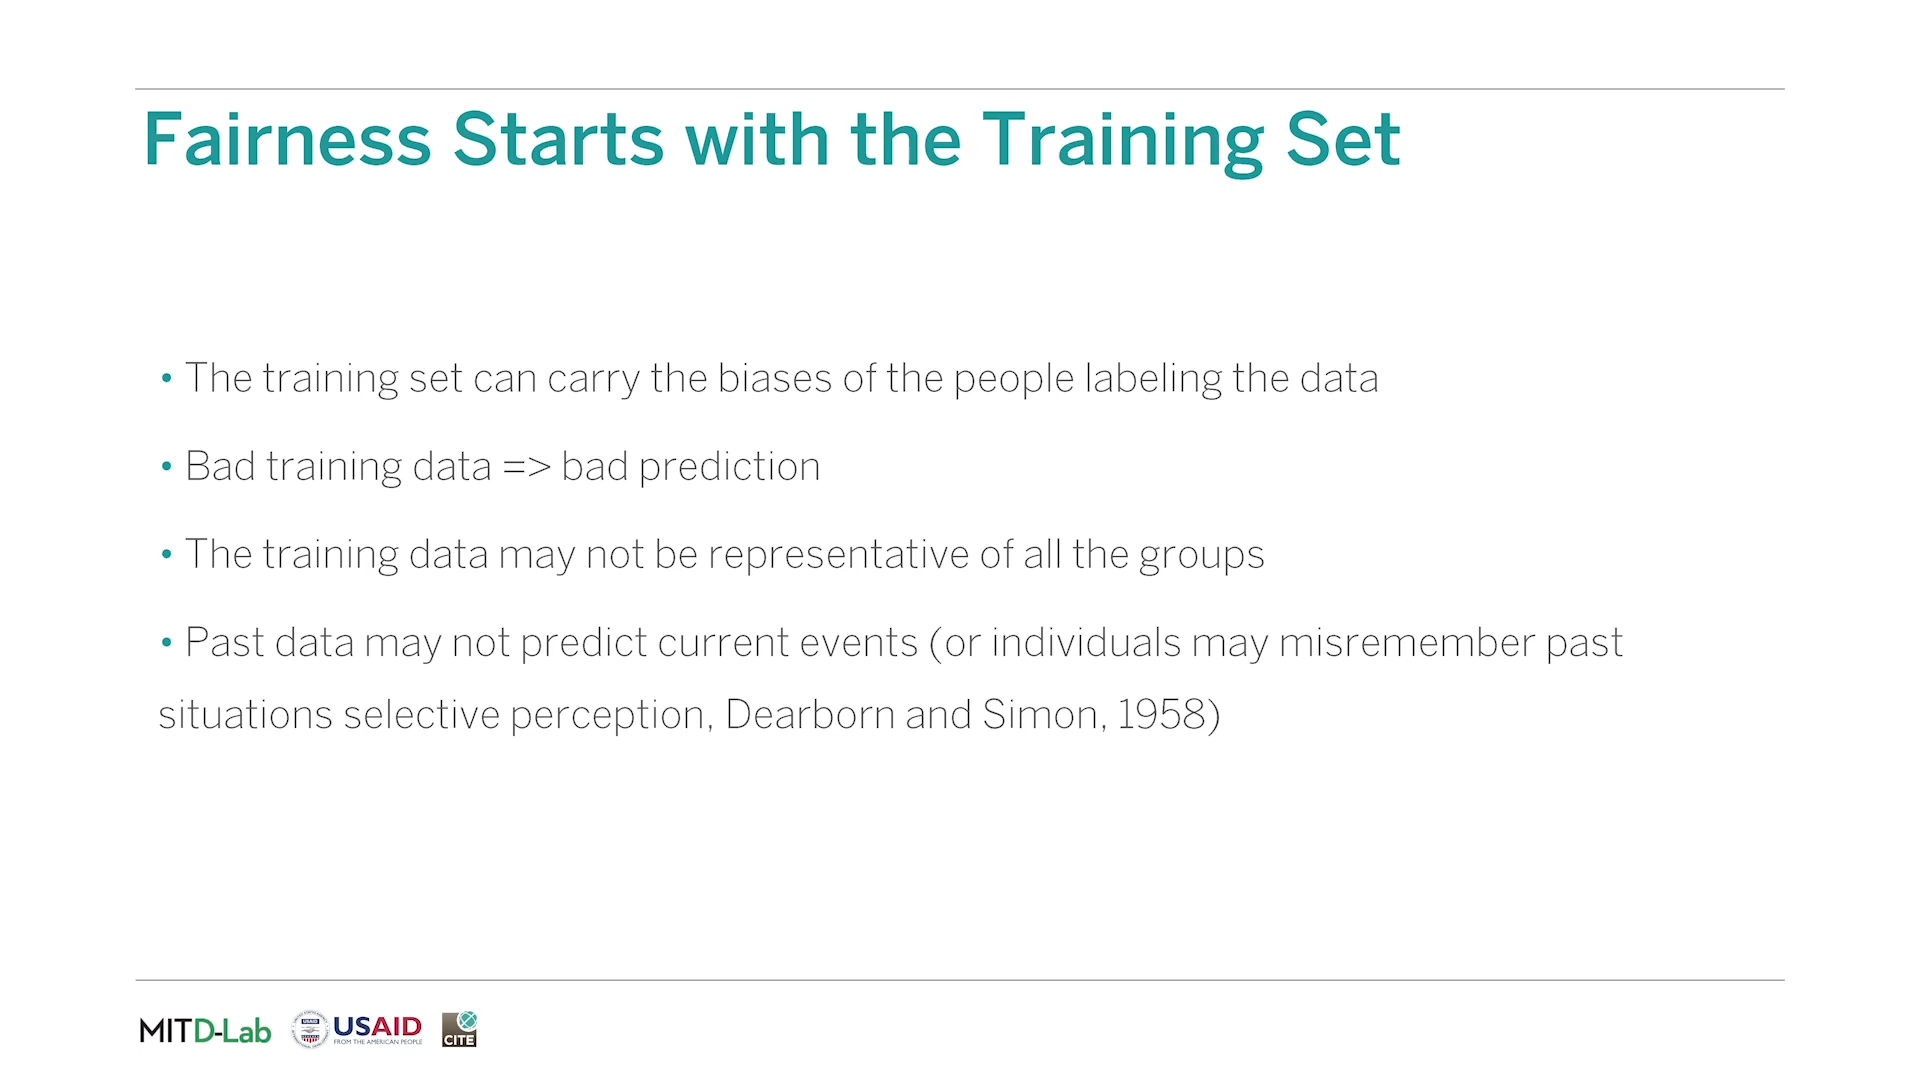 Fairness Starts with the Training Set
• The training set can carry the biases of the people labeling the data
• Bad training data => bad prediction
• The training data may not be representative of all the groups
• Past data may not predict current events (or individuals may misremember past
situations selective perception, Dearborn and Simon, 1958)
MIT D-Lab
USAID
FROM THE AMERICAN PEOPLE
CITE